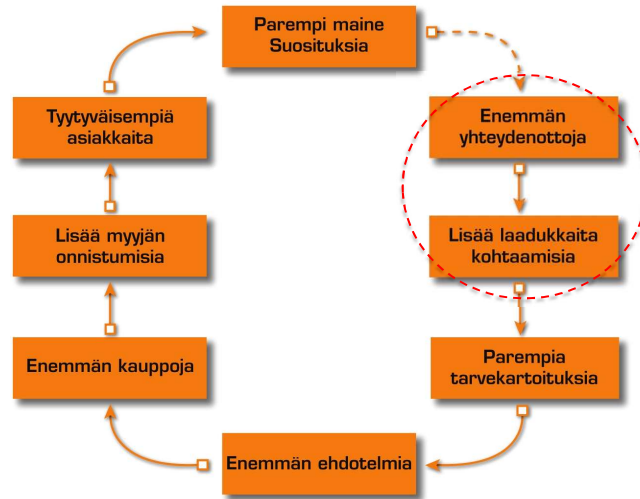 Parempi maine
Suosituksia
Enemmän
yhteydenottoja
Lisää laadukkaita
kohtaamisia
Parempia
tarvekartoituksia
Enemmän ehdotelmia
Enemmän kauppoja
Lisää myyjän
onnistumisia
Tyytyväisempiä
asiakkaita